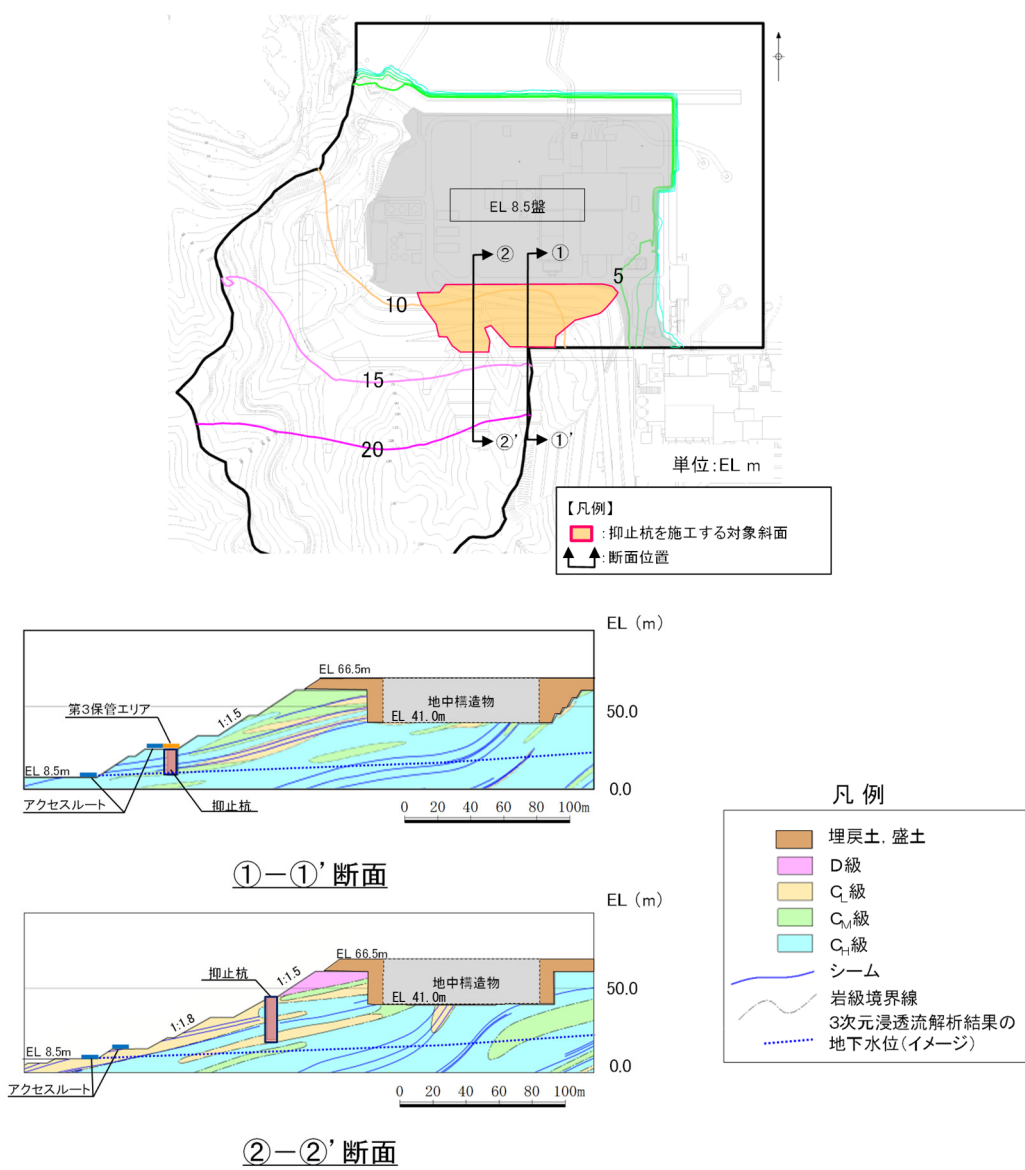 EL 8.5盤
② ①
5
10
15
20
②' ①'
単位:EL m
【凡例】
:抑止杭を施工する対象斜面
:断面位置
EL (m)
EL 66.5m
地中構造物
EL 41.0m
50.0
第3保管エリア
1:1.5
EL 8.5m
0.0
アクセスルート
抑止杭
0 20 40 60 80 100m
①-①'断面
EL (m)
EL 66.5m
抑止杭
1:1.5
地中構造物
EL 41.0m
50.0
1:1.8
EL 8.5m
0.0
アクセスルート
0 20 40 60 80 100m
②-②'断面
凡 例
埋戻土, 盛土
D級
CL級
CM級
CH級
シーム
岩級境界線
3次元浸透流解析結果の
地下水位(イメージ)